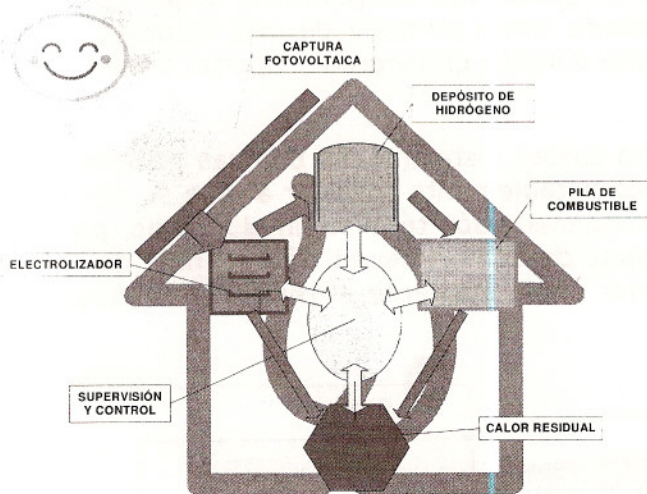 CAPTURA
FOTOVOLTAICA
DEPÓSITO DE
HIDRÓGENO
PILA DE
COMBUSTIBLE
ELECTROLIZADOR
SUPERVISIÓN
Y CONTROL
CALOR RESIDUAL